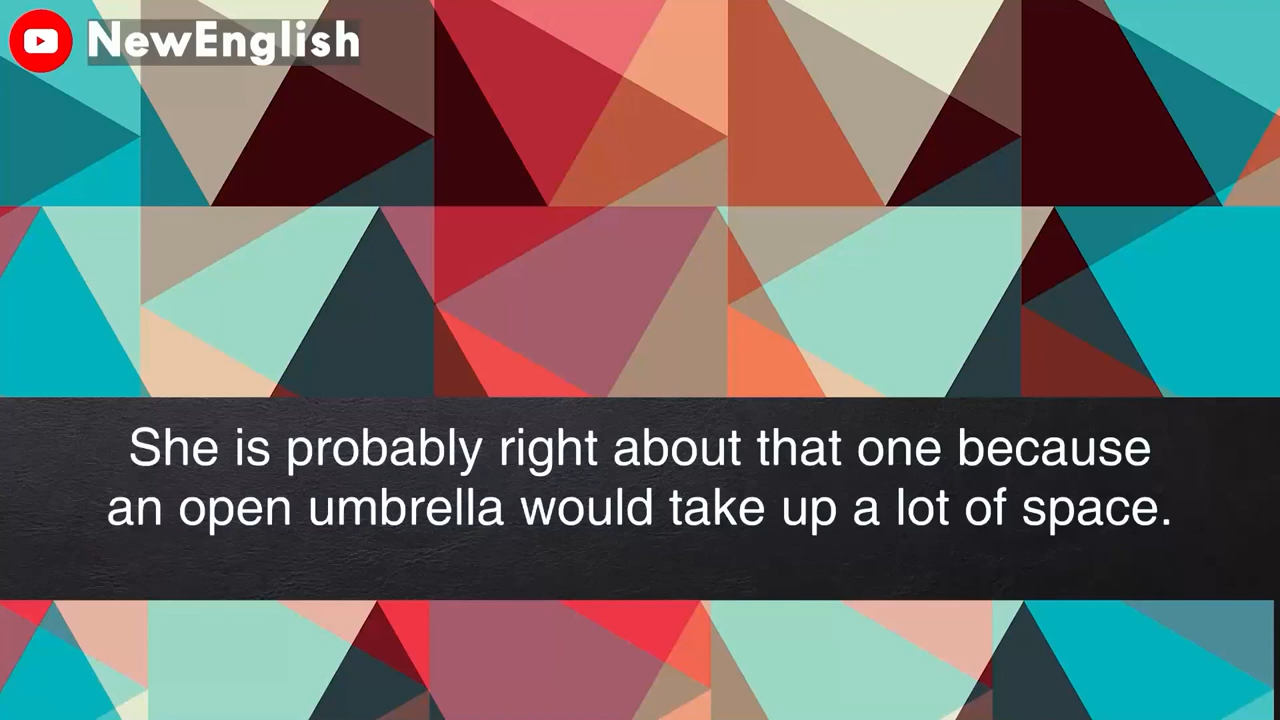 NewEnglish
She is probably right about that one because
an open umbrella would take up a lot of space.